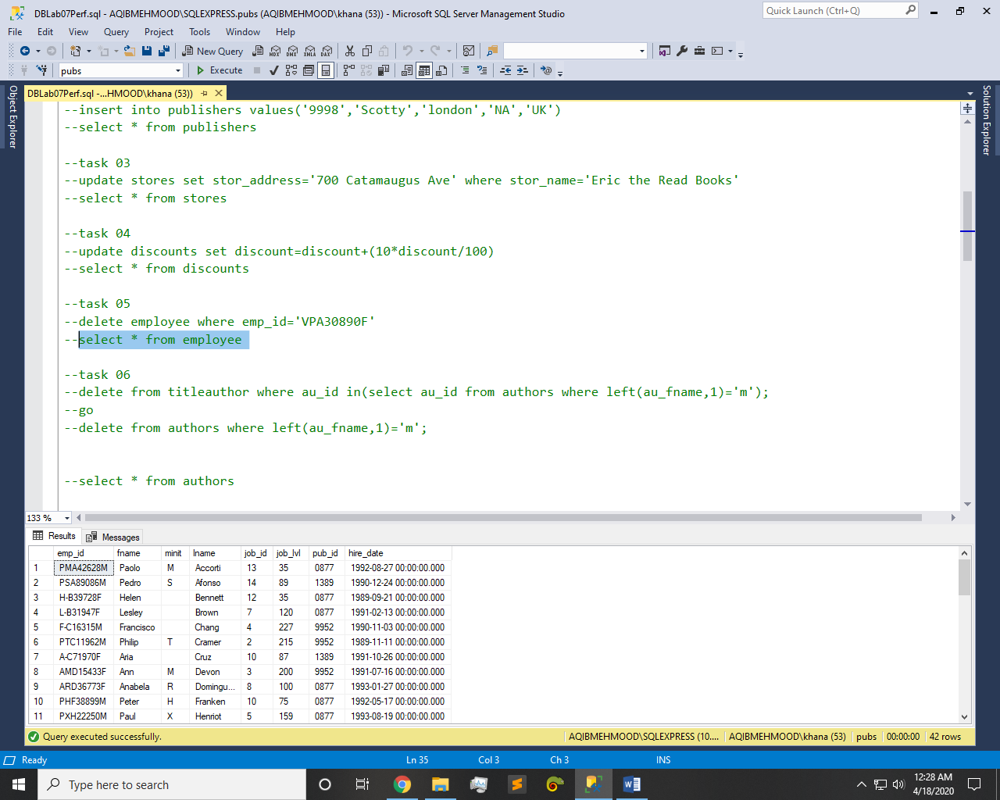 DBLab07Perf.sql - AQIBMEHMOOD\SQLEXPRESS.pubs (AQIBMEHMOOD\khana (53)) - Microsoft SQL Server Management Studio
Quick Launch (Ctrl+Q)
File Edit View Query Project Tools Window Help
New Query
MDX DMX XMLA DAX
pubs
Execute
Object Explorer
DBLab07Perf.sql -...HMOOD\khana (53))
Solution Explorer
--insert into publishers values('9998','Scotty','london','NA','UK')
--select * from publishers
--task 03
--update stores set stor_address='700 Catamaugus Ave' where stor_name='Eric the Read Books'
--select * from stores
--task 04
--update discounts set discount=discount+(10*discount/100)
--select * from discounts
--task 05
--delete employee where emp_id='VPA30890F'
--select * from employee
--task 06
--delete from titleauthor where au_id in(select au_id from authors where left(au_fname,1)='m');
--go
--delete from authors where left(au_fname,1)='m';
--select * from authors
133 %
Results Messages
emp_id fname minit lname job_id job_lvl pub_id hire_date
1 PMA42628M Paolo M Accorti 13 35 0877 1992-08-27 00:00:00.000
2 PSA89086M Pedro S Afonso 14 89 1389 1990-12-24 00:00:00.000
3 H-B39728F Helen Bennett 12 35 0877 1989-09-21 00:00:00.000
4 L-B31947F Lesley Brown 7 120 0877 1991-02-13 00:00:00.000
5 F-C16315M Francisco Chang 4 227 9952 1990-11-03 00:00:00.000
6 PTC11962M Philip T Cramer 2 215 9952 1989-11-11 00:00:00.000
7 A-C71970F Aria Cruz 10 87 1389 1991-10-26 00:00:00.000
8 AMD15433F Ann M Devon 3 200 9952 1991-07-16 00:00:00.000
9 ARD36773F Anabela R Domingu... 8 100 0877 1993-01-27 00:00:00.000
10 PHF38899M Peter H Franken 10 75 0877 1992-05-17 00:00:00.000
11 PXH22250M Paul X Henriot 5 159 0877 1993-08-19 00:00:00.000
Query executed successfully.
AQIBMEHMOOD\SQLEXPRESS (10.... AQIBMEHMOOD\khana (53) pubs 00:00:00 42 rows
Ready Ln 35 Col 3 Ch 3 INS
Type here to search
12:28 AM
4/18/2020